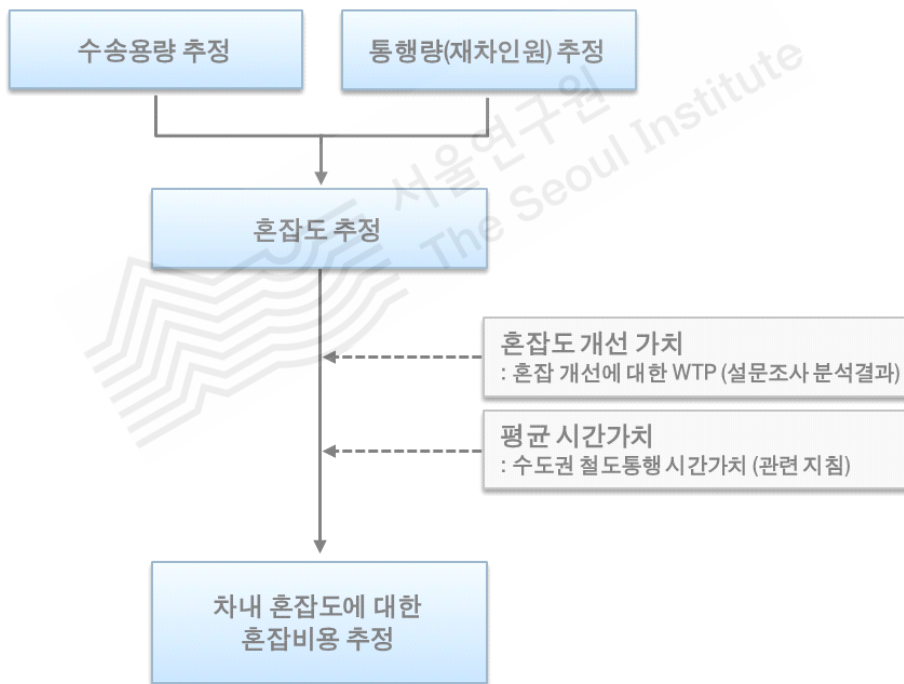 수송용량 추정
통행량(재차인원) 추정
서울연구원
The Seoul Institute
혼잡도 추정
혼잡도 개선 가치
: 혼잡 개선에 대한 WTP (설문조사 분석결과)
평균 시간가치
: 수도권 철도통행 시간가치 (관련 지침)
차내 혼잡도에 대한
혼잡비용 추정